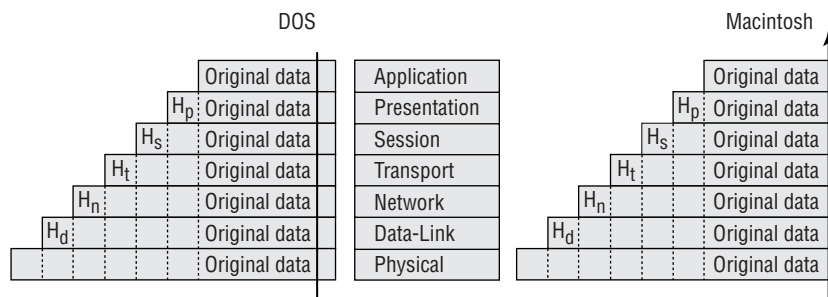 DOS Macintosh
Original data Application Original data
Hp Original data Presentation Hp Original data
Hs Original data Session Hs Original data
Ht Original data Transport Ht Original data
Hn Original data Network Hn Original data
Hd Original data Data-Link Hd Original data
Original data Physical Original data